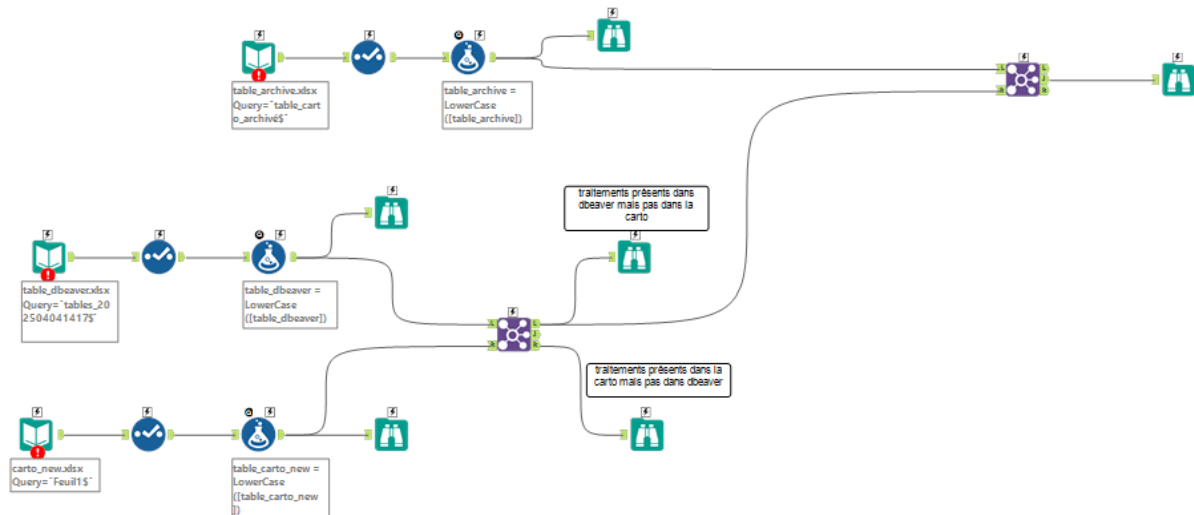 table_archive.xlsx
Query=`table_cart
o_archivé$`
table_archive =
LowerCase
([table_archive])
L
R
L
J
R
traitements présents dans
dbeaver mais pas dans la
carto
table_dbeaver.xlsx
Query=`tables_20
2504041417$`
table_dbeaver =
LowerCase
([table_dbeaver])
L
R
L
J
R
traitements présents dans la
carto mais pas dans dbeaver
carto_new.xlsx
Query=`Feuil1$`
table_carto_new =
LowerCase
([table_carto_new
])